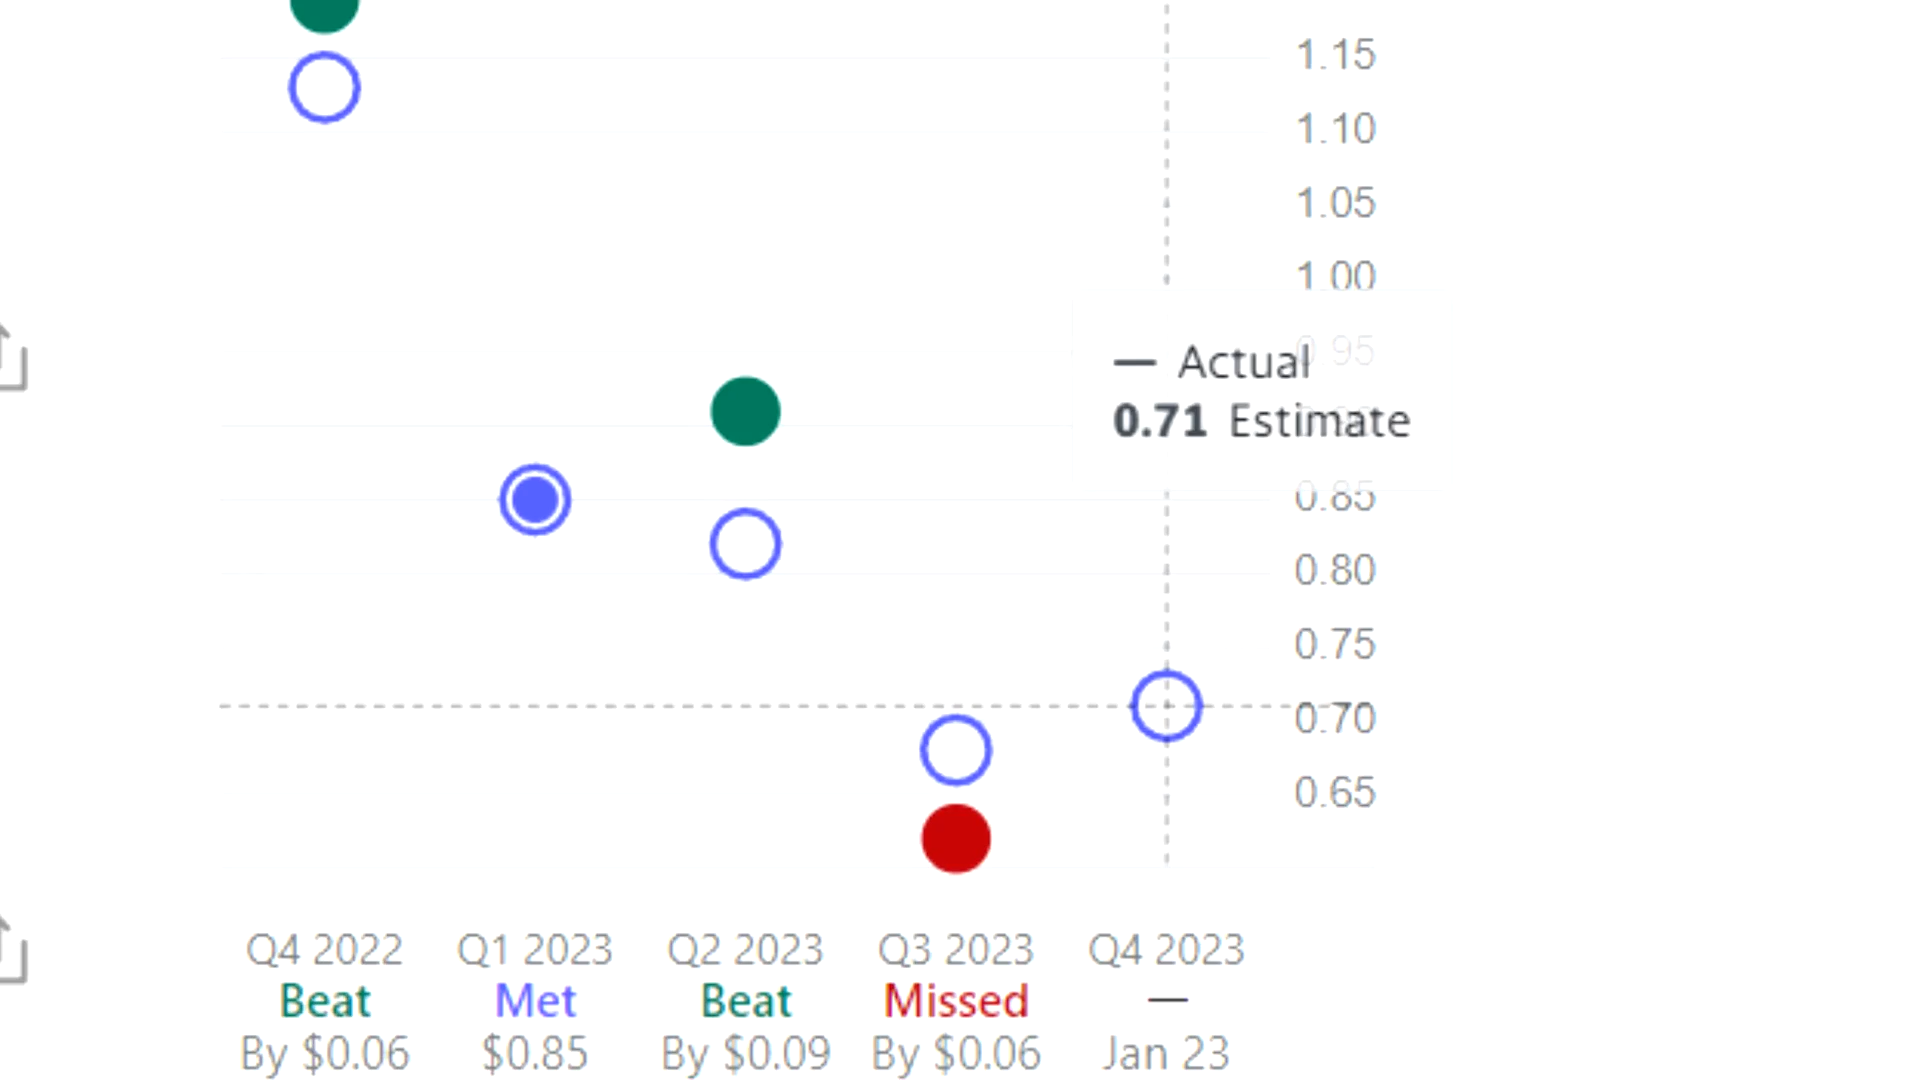 1.15
1.10
1.05
1.00
0.95
— Actual
0.71 Estimate
0.85
0.80
0.75
0.70
0.65
Q4 2022 Q1 2023 Q2 2023 Q3 2023 Q4 2023
Beat Met Beat Missed —
By $0.06 $0.85 By $0.09 By $0.06 Jan 23